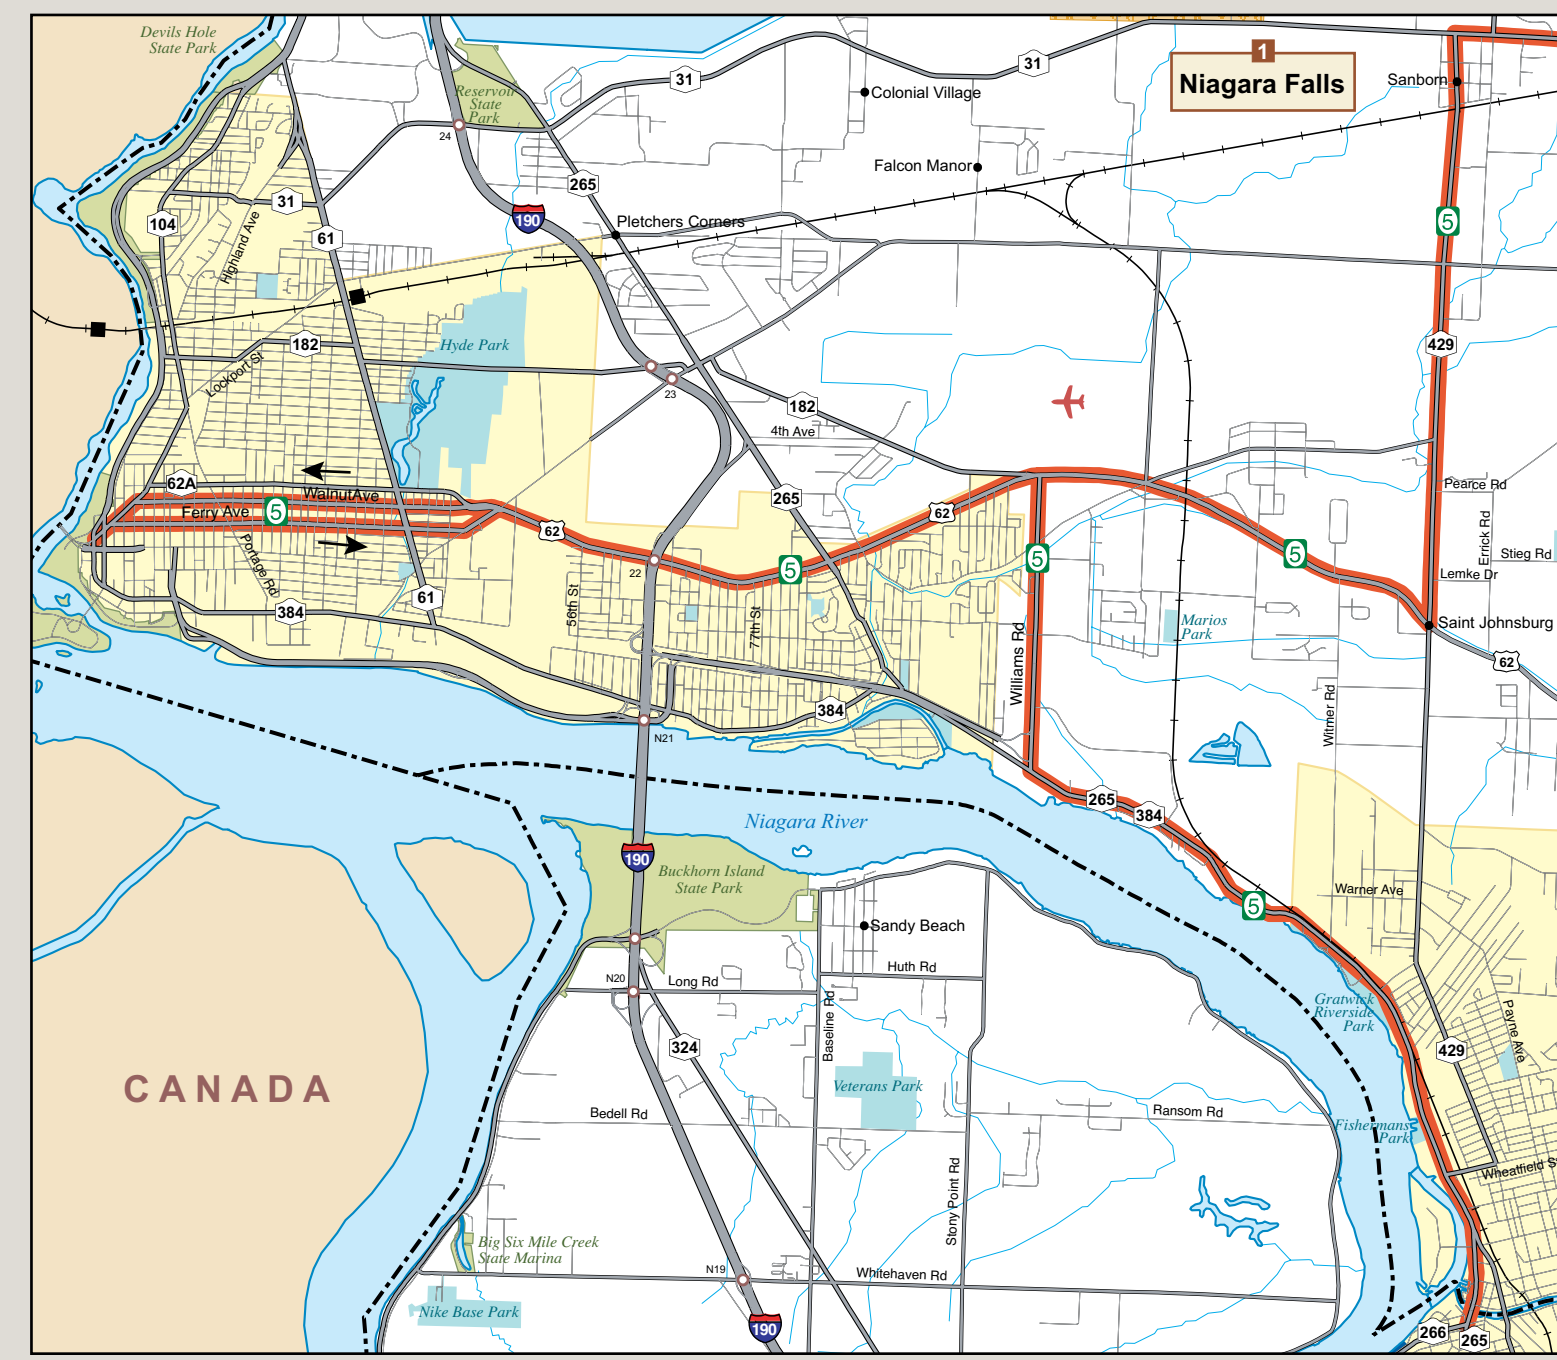 Devils Hole
State Park
Reservoir
State
Park
31
31
Colonial Village
1
Niagara Falls
Sanborn
24
Falcon Manor
265
31
104
Highland Ave
61
190
Pletchers Corners
5
Hyde Park
182
Lockport St
429
23
182
4th Ave
62A
Walnut Ave
Ferry Ave
5
265
62
62
Pearce Rd
Errick Rd
Stieg Rd
Lemke Dr
Portage Rd
22
5
5
5
56th St
77th St
61
384
Marios
Park
Saint Johnsburg
62
Williams Rd
Witmer Rd
384
N21
265
384
Niagara River
190
Buckhorn Island
State Park
Warner Ave
5
Sandy Beach
Huth Rd
N20
Long Rd
Baseline Rd
Gratwick
Riverside
Park
Payne Ave
324
429
CANADA
Veterans Park
Bedell Rd
Ransom Rd
Fishermans
Park
Wheatfield S
Stony Point Rd
Big Six Mile Creek
State Marina
N19
Whitehaven Rd
Nike Base Park
190
266
265